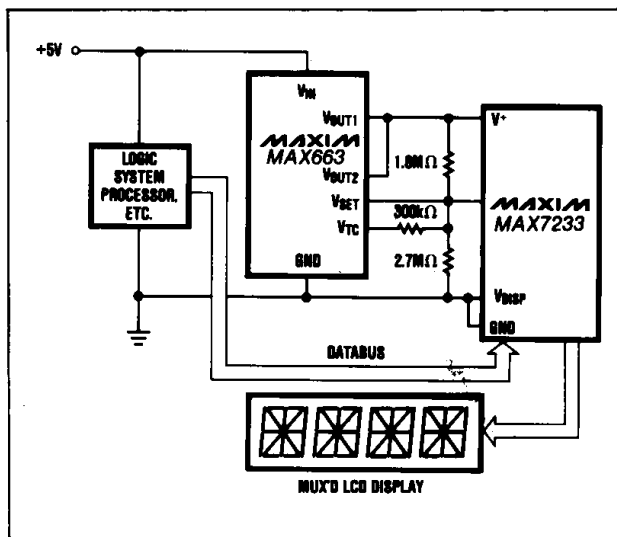 +5V
VIN
VOUT1
MAXIM
MAX663
VOUT2
VSET
VTC
GND
LOGIC
SYSTEM
PROCESSOR,
ETC.
1.8MΩ
300kΩ
2.7MΩ
V+
MAXIM
MAX7233
VDISP
GND
DATABUS
MUX'D LCD DISPLAY